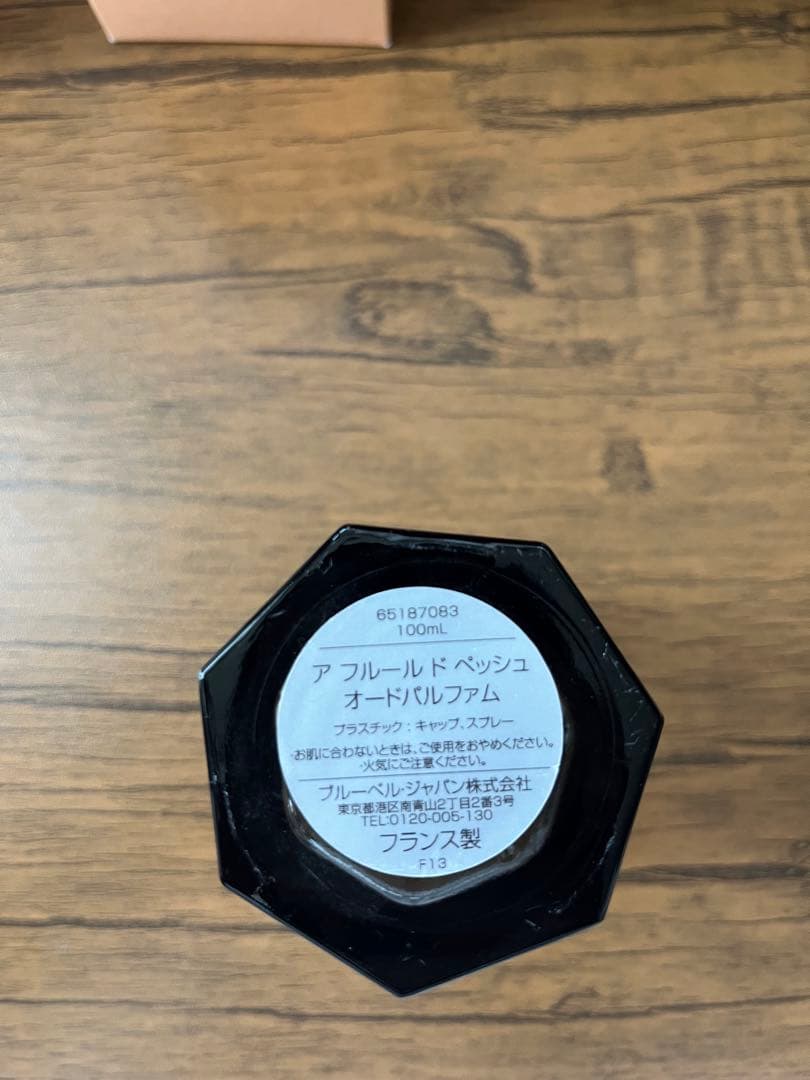 65187083
100mL
ア フルール ド ペッシュ
オードパルファム
プラスチック : キャップ、スプレー
・お肌に合わないときは、ご使用をおやめください。
・火気にご注意ください。
ブルーベル・ジャパン株式会社
東京都港区南青山2丁目2番3号
TEL:0120-005-130
フランス製
F13